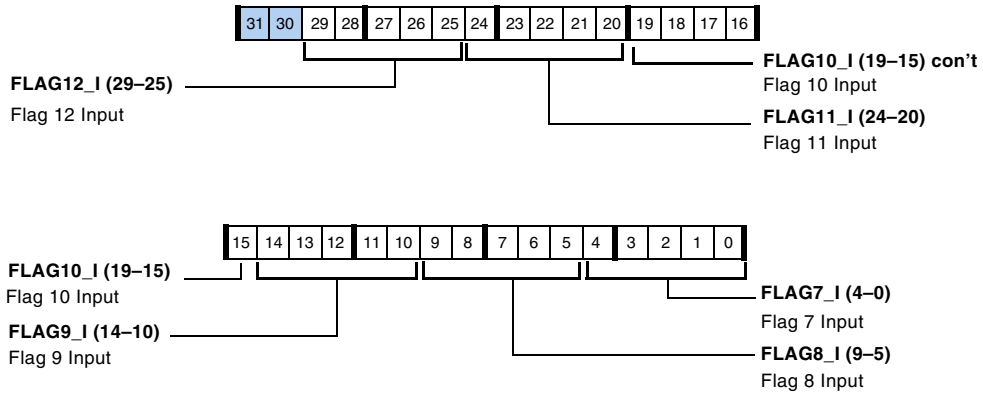 31 30 29 28 27 26 25 24 23 22 21 20 19 18 17 16
FLAG12_I (29–25)
Flag 12 Input
FLAG10_I (19–15) con't
Flag 10 Input
FLAG11_I (24–20)
Flag 11 Input
15 14 13 12 11 10 9 8 7 6 5 4 3 2 1 0
FLAG10_I (19–15)
Flag 10 Input
FLAG9_I (14–10)
Flag 9 Input
FLAG7_I (4–0)
Flag 7 Input
FLAG8_I (9–5)
Flag 8 Input